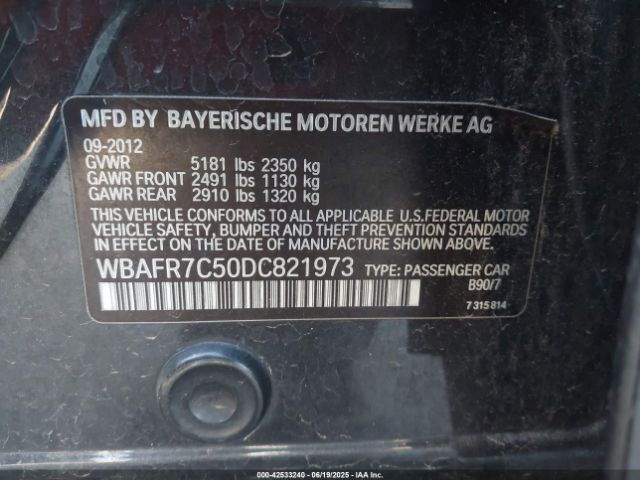 MFD BY BAYERISCHE MOTOREN WERKE AG
09-2012
GVWR 5181 lbs 2350 kg
GAWR FRONT 2491 lbs 1130 kg
GAWR REAR 2910 lbs 1320 kg
THIS VEHICLE CONFORMS TO ALL APPLICABLE U.S.FEDERAL MOTOR
VEHICLE SAFETY, BUMPER AND THEFT PREVENTION STANDARDS
IN EFFECT ON THE DATE OF MANUFACTURE SHOWN ABOVE.
WBAFR7C50DC821973 TYPE: PASSENGER CAR
B90/7
7315814
000-42533240 - 06/19/2025 - IAA Inc.